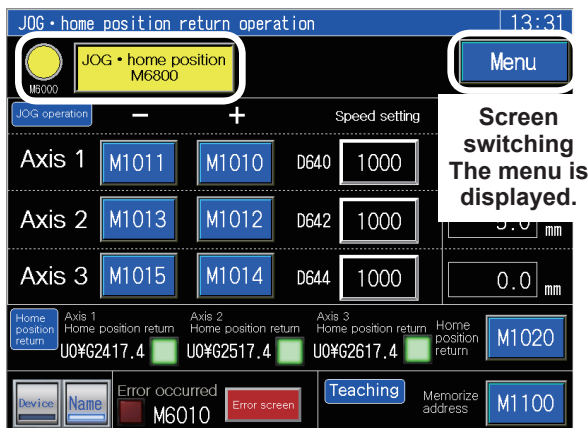 JOG・home position return operation 13:31
M6000
JOG・home position
M6800
Menu
JOG operation − + Speed setting
Screen
switching
The menu is
displayed.
Axis 1 M1011 M1010 D640 1000
Axis 2 M1013 M1012 D642 1000 mm
Axis 3 M1015 M1014 D644 1000 0.0 mm
Home
position
return
Axis 1
Home position return
U0¥G2417.4
Axis 2
Home position return
U0¥G2517.4
Axis 3
Home position return
U0¥G2617.4
Home
position
return
M1020
Device Name
Error occurred
M6010
Error screen
Teaching
Memorize
address
M1100